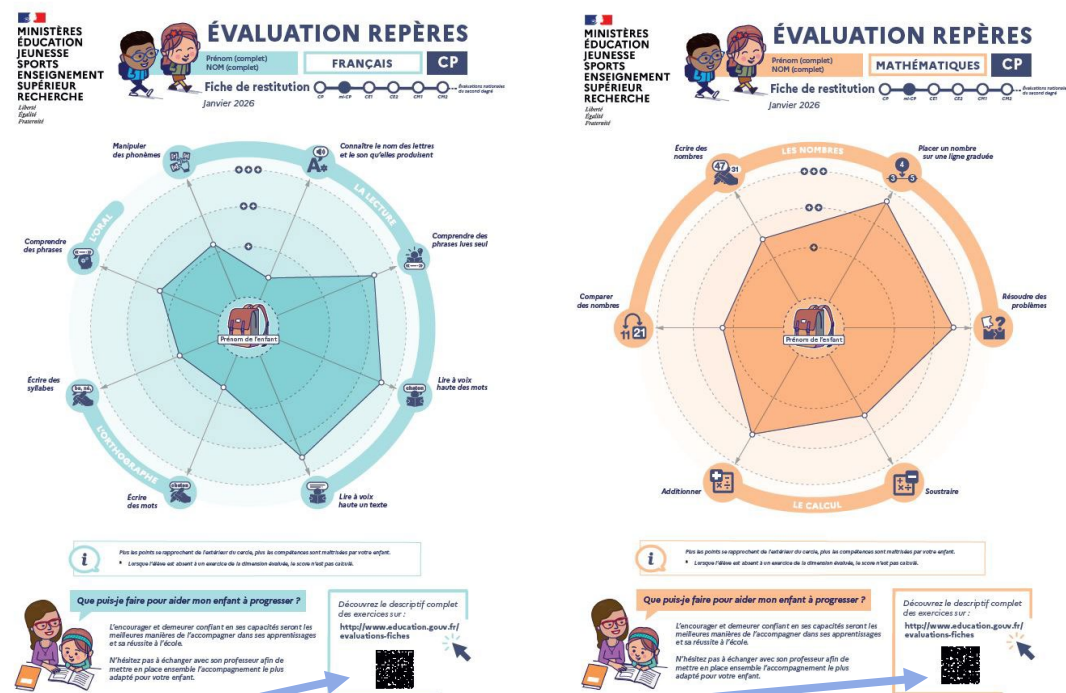 MINISTÈRES
ÉDUCATION
JEUNESSE
SPORTS
ENSEIGNEMENT
SUPÉRIEUR
RECHERCHE
Liberté
Égalité
Fraternité
ÉVALUATION REPÈRES
Prénom (complet)
NOM (complet)
FRANÇAIS
CP
Fiche de restitution
CP mi-CP CE1 CE2 CM1 CM2
Évaluations nationales
du second degré
Janvier 2026
Manipuler
des phonèmes
Connaître le nom des lettres
et le son qu'elles produisent
L'ORAL
LA LECTURE
Comprendre
des phrases
Comprendre des
phrases lues seul
Prénom de l'enfant
Écrire des
syllabes
Lire à voix
haute des mots
L'ORTHOGRAPHE
Écrire
des mots
Lire à voix
haute un texte
i
Plus les points se rapprochent de l'extérieur du cercle, plus les compétences sont maîtrisées par votre enfant.
* Lorsque l'élève est absent à un exercice de la dimension évaluée, le score n'est pas calculé.
Que puis-je faire pour aider mon enfant à progresser ?
L'encourager et demeurer confiant en ses capacités seront les
meilleures manières de l'accompagner dans ses apprentissages
et sa réussite à l'école.
N'hésitez pas à échanger avec son professeur afin de
mettre en place ensemble l'accompagnement le plus
adapté pour votre enfant.
Découvrez le descriptif complet
des exercices sur :
http://www.education.gouv.fr/
evaluations-fiches
MINISTÈRES
ÉDUCATION
JEUNESSE
SPORTS
ENSEIGNEMENT
SUPÉRIEUR
RECHERCHE
Liberté
Égalité
Fraternité
ÉVALUATION REPÈRES
Prénom (complet)
NOM (complet)
MATHÉMATIQUES
CP
Fiche de restitution
CP mi-CP CE1 CE2 CM1 CM2
Évaluations nationales
du second degré
Janvier 2026
Écrire des
nombres
47 31
LES NOMBRES
4
3 5
Placer un nombre
sur une ligne graduée
Comparer
des nombres
11 21
Prénom de l'enfant
Résoudre des
problèmes
Additionner
LE CALCUL
Soustraire
i
Plus les points se rapprochent de l'extérieur du cercle, plus les compétences sont maîtrisées par votre enfant.
* Lorsque l'élève est absent à un exercice de la dimension évaluée, le score n'est pas calculé.
Que puis-je faire pour aider mon enfant à progresser ?
L'encourager et demeurer confiant en ses capacités seront les
meilleures manières de l'accompagner dans ses apprentissages
et sa réussite à l'école.
N'hésitez pas à échanger avec son professeur afin de
mettre en place ensemble l'accompagnement le plus
adapté pour votre enfant.
Découvrez le descriptif complet
des exercices sur :
http://www.education.gouv.fr/
evaluations-fiches